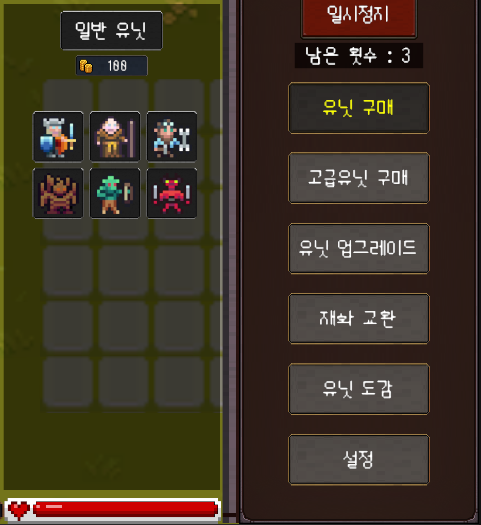 일반 유닛
100
일시정지
남은 횟수 : 3
유닛 구매
고급유닛 구매
유닛 업그레이드
재화 교환
유닛 도감
설정